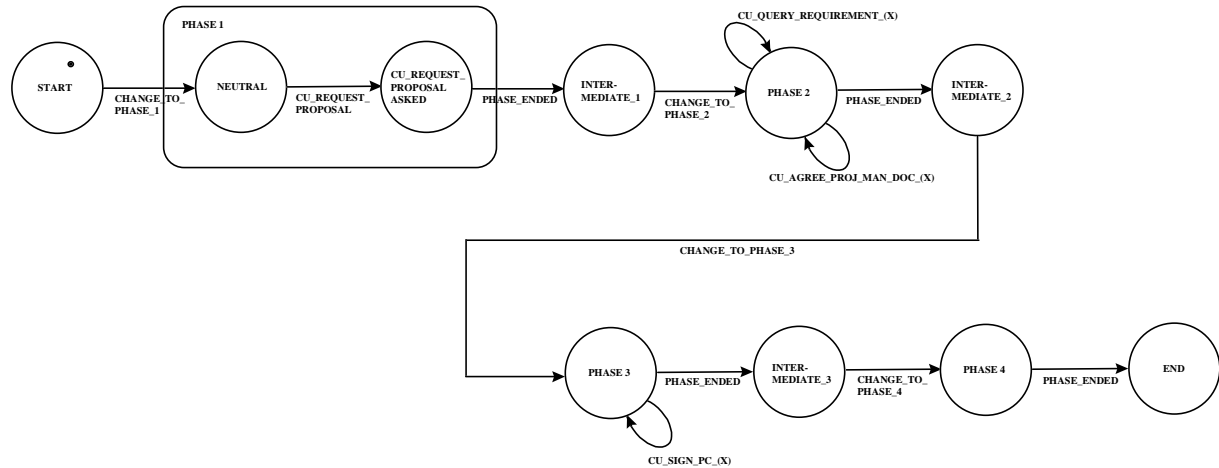 PHASE 1
CU_QUERY_REQUIREMENT_(X)
START
CHANGE_TO_
PHASE_1
NEUTRAL
CU_REQUEST_
PROPOSAL
CU_REQUEST_
PROPOSAL
ASKED
PHASE_ENDED
INTER-
MEDIATE_1
CHANGE_TO_
PHASE_2
PHASE 2
PHASE_ENDED
INTER-
MEDIATE_2
CU_AGREE_PROJ_MAN_DOC_(X)
CHANGE_TO_PHASE_3
PHASE 3
PHASE_ENDED
INTER-
MEDIATE_3
CHANGE_TO_
PHASE_4
PHASE 4
PHASE_ENDED
END
CU_SIGN_PC_(X)